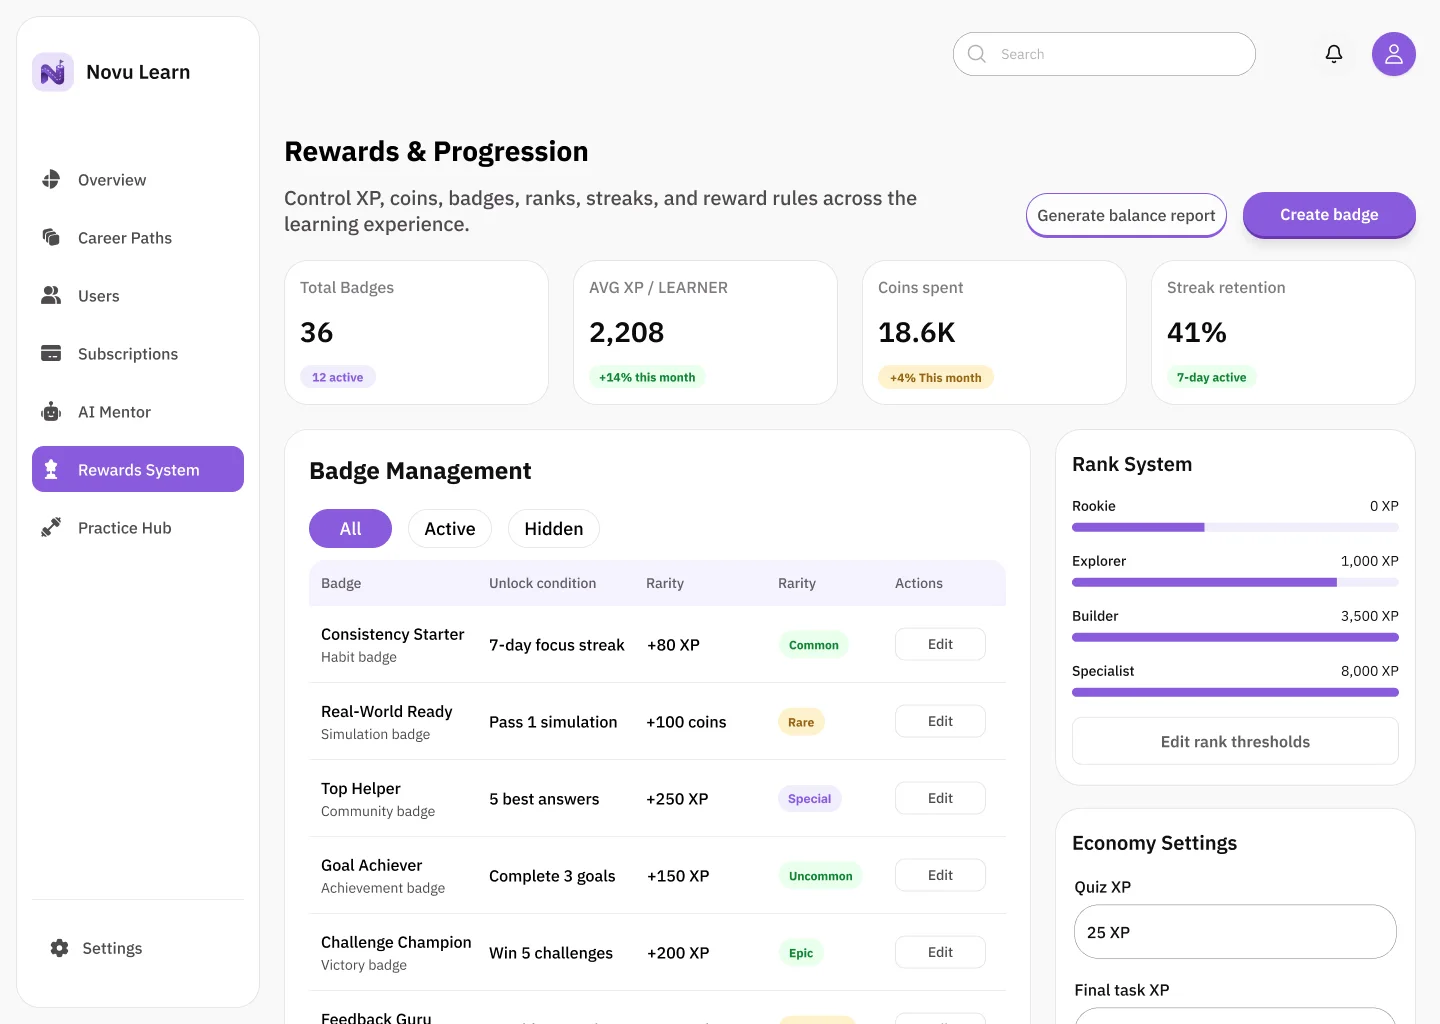 Novu Learn
Search
Overview
Career Paths
Users
Subscriptions
AI Mentor
Rewards System
Practice Hub
Settings
Rewards & Progression
Control XP, coins, badges, ranks, streaks, and reward rules across the
learning experience.
Generate balance report
Create badge
Total Badges
36
12 active
AVG XP / LEARNER
2,208
+14% this month
Coins spent
18.6K
+4% This month
Streak retention
41%
7-day active
Badge Management
All Active Hidden
Badge Unlock condition Rarity Rarity Actions
Consistency Starter
Habit badge
7-day focus streak +80 XP Common Edit
Real-World Ready
Simulation badge
Pass 1 simulation +100 coins Rare Edit
Top Helper
Community badge
5 best answers +250 XP Special Edit
Goal Achiever
Achievement badge
Complete 3 goals +150 XP Uncommon Edit
Challenge Champion
Victory badge
Win 5 challenges +200 XP Epic Edit
Feedback Guru
Rank System
Rookie 0 XP
Explorer 1,000 XP
Builder 3,500 XP
Specialist 8,000 XP
Edit rank thresholds
Economy Settings
Quiz XP
25 XP
Final task XP